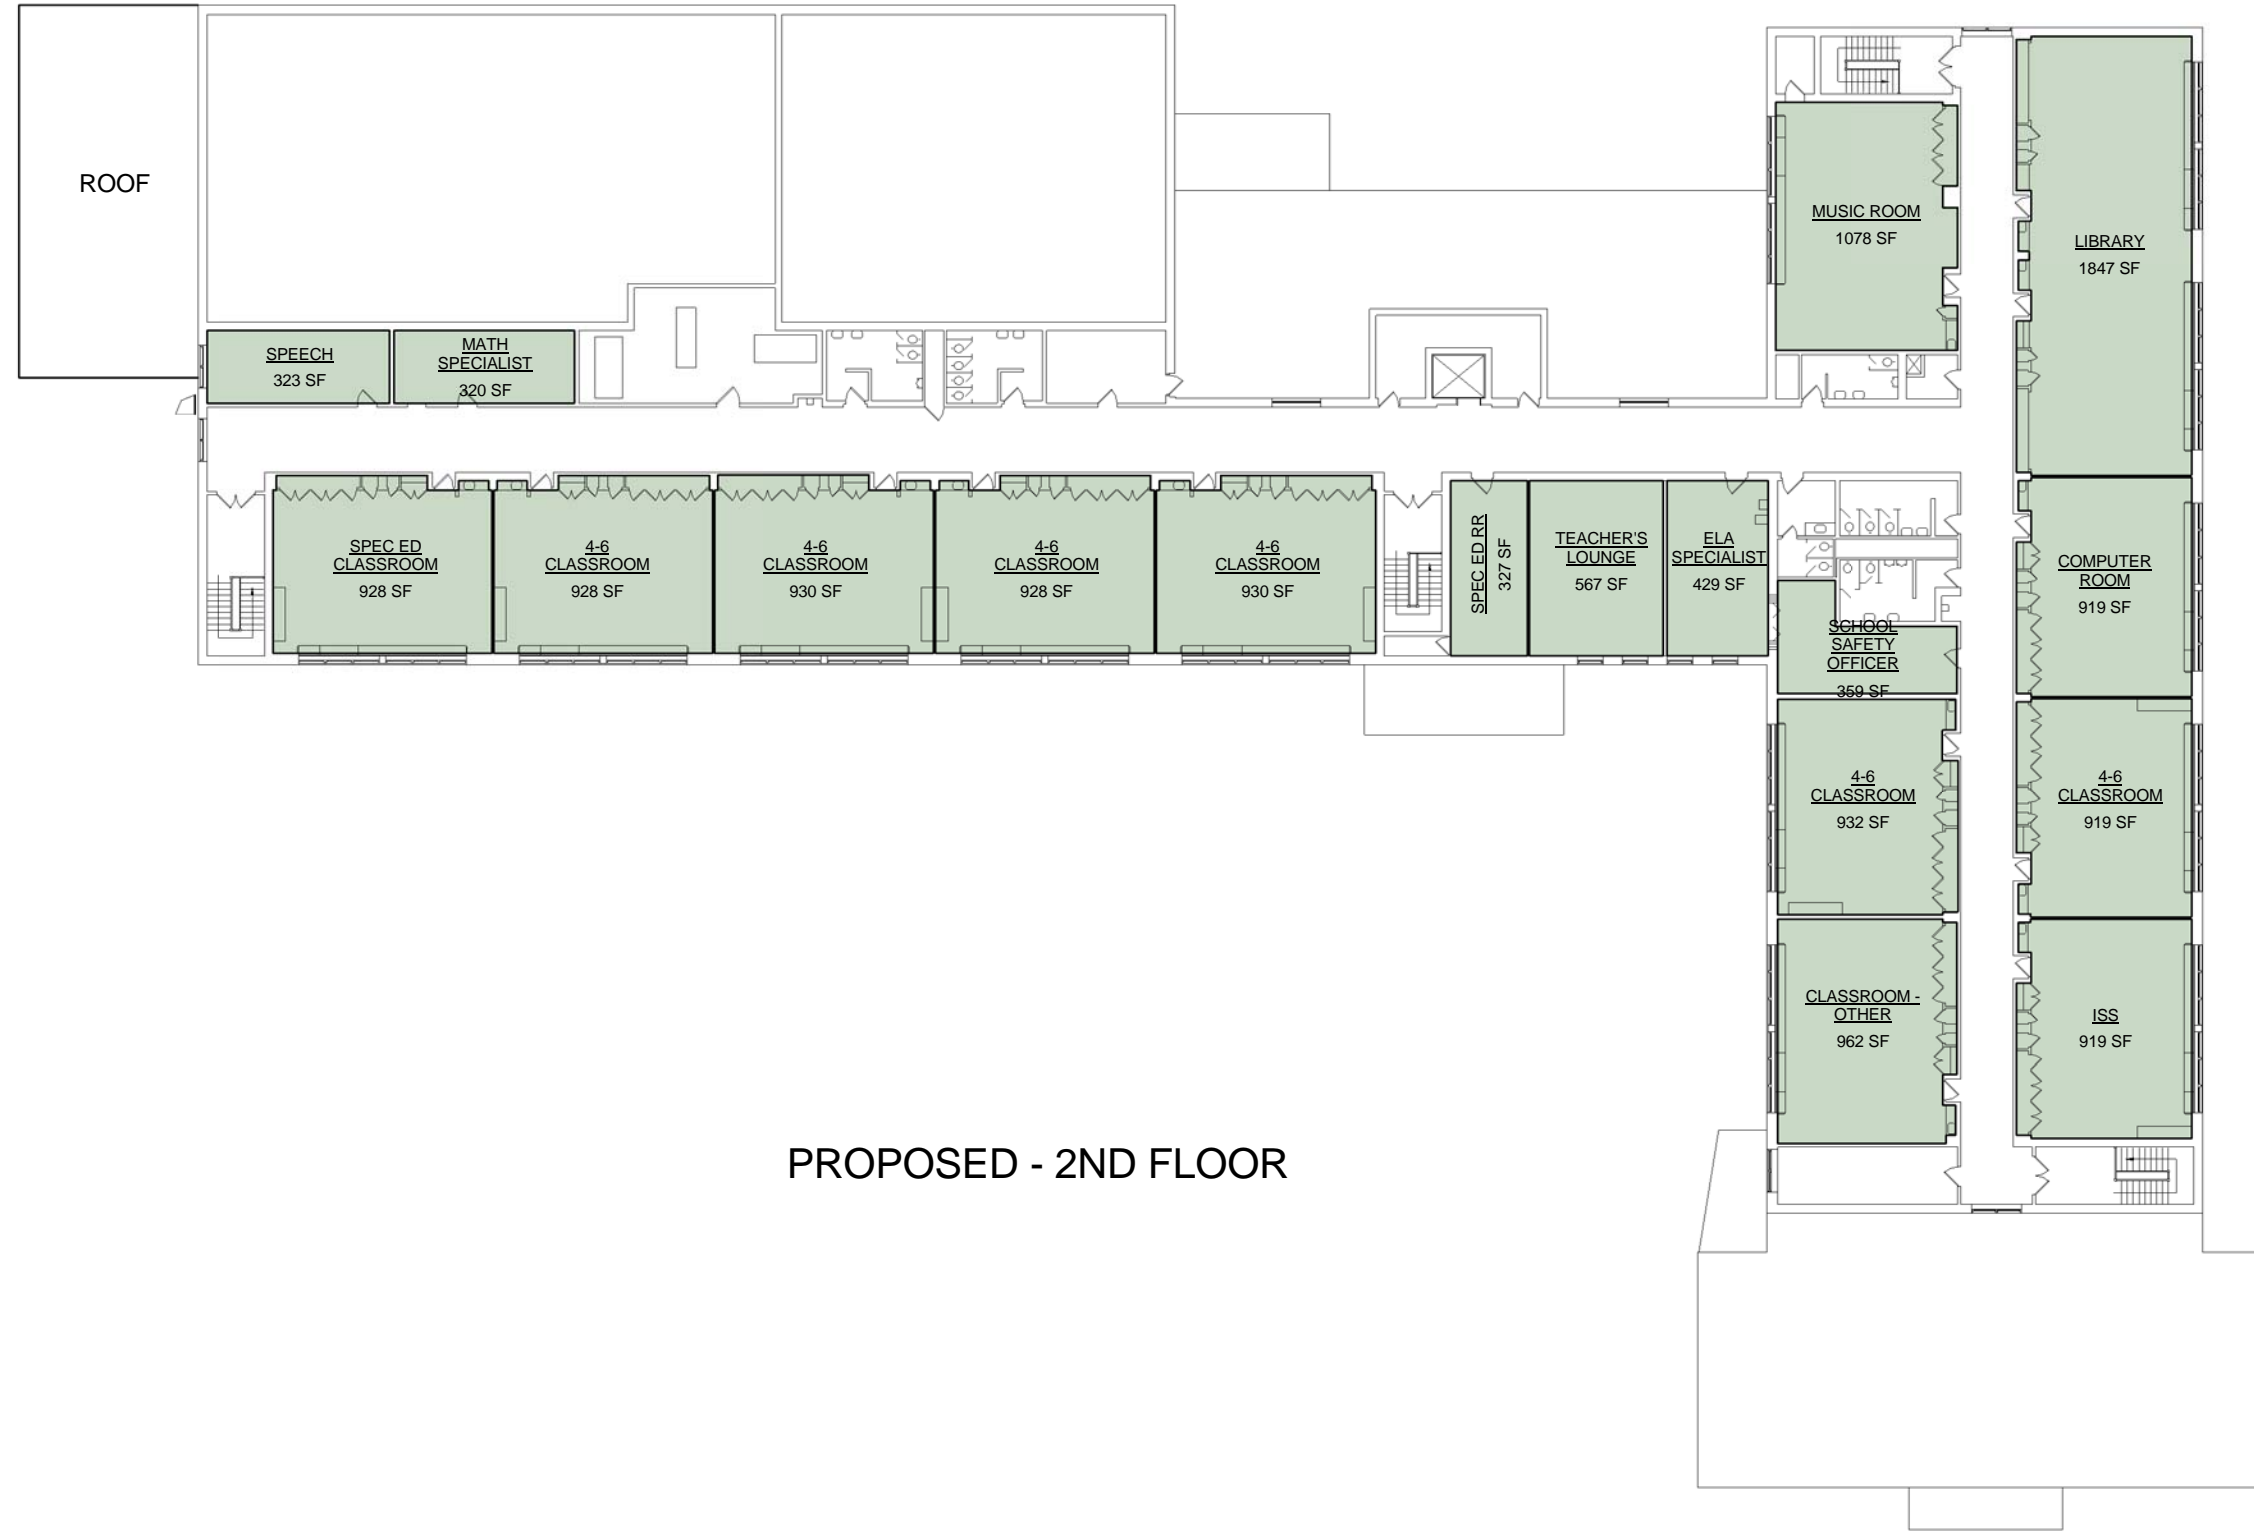 ROOF
SPEECH
323 SF
MATH
SPECIALIST
320 SF
MUSIC ROOM
1078 SF
LIBRARY
1847 SF
SPEC ED
CLASSROOM
928 SF
4-6
CLASSROOM
928 SF
4-6
CLASSROOM
930 SF
4-6
CLASSROOM
928 SF
4-6
CLASSROOM
930 SF
SPEC ED RR
327 SF
TEACHER'S
LOUNGE
567 SF
ELA
SPECIALIST
429 SF
SCHOOL
SAFETY
OFFICER
359 SF
COMPUTER
ROOM
919 SF
4-6
CLASSROOM
932 SF
4-6
CLASSROOM
919 SF
CLASSROOM -
OTHER
962 SF
ISS
919 SF
PROPOSED - 2ND FLOOR